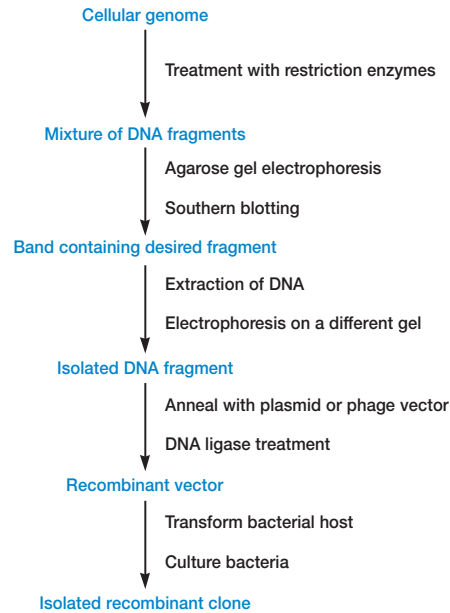 Cellular genome
Treatment with restriction enzymes
Mixture of DNA fragments
Agarose gel electrophoresis
Southern blotting
Band containing desired fragment
Extraction of DNA
Electrophoresis on a different gel
Isolated DNA fragment
Anneal with plasmid or phage vector
DNA ligase treatment
Recombinant vector
Transform bacterial host
Culture bacteria
Isolated recombinant clone